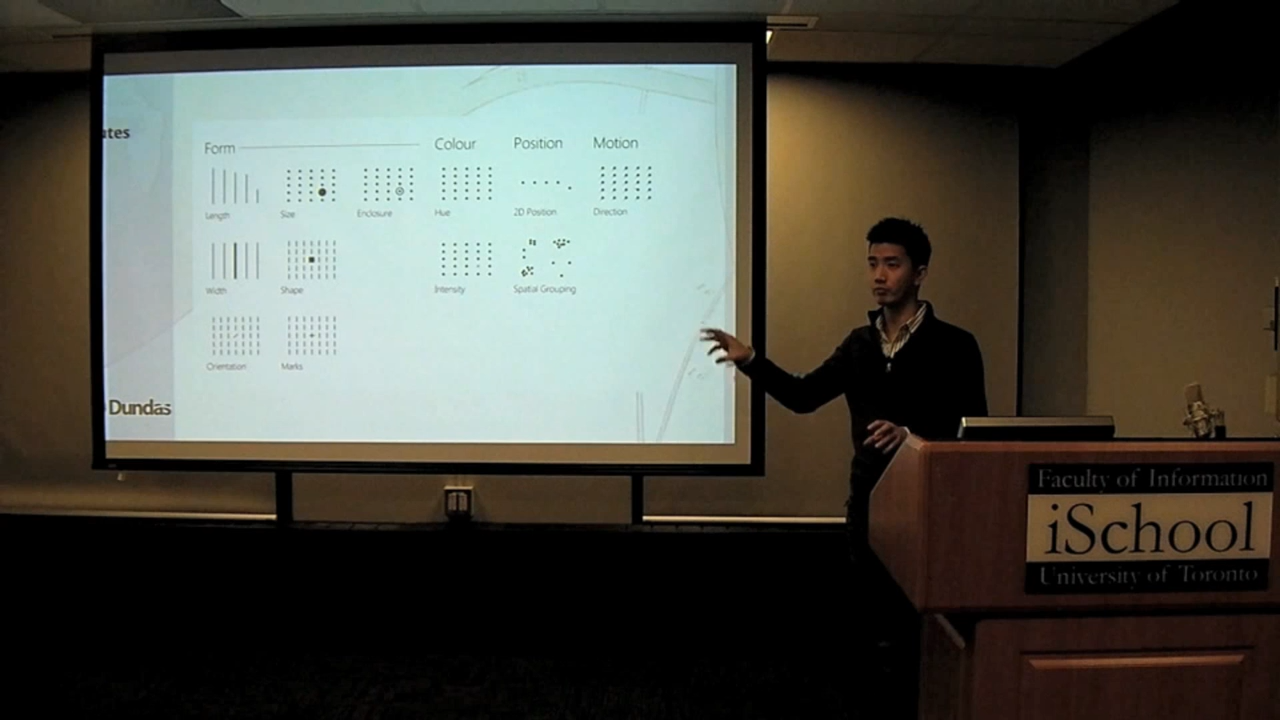 utes
Form Colour Position Motion
Length Size Enclosure Hue 2D Position Direction
Width Shape Intensity Spatial Grouping
Orientation Marks
Dundas
Faculty of Information
iSchool
University of Toronto